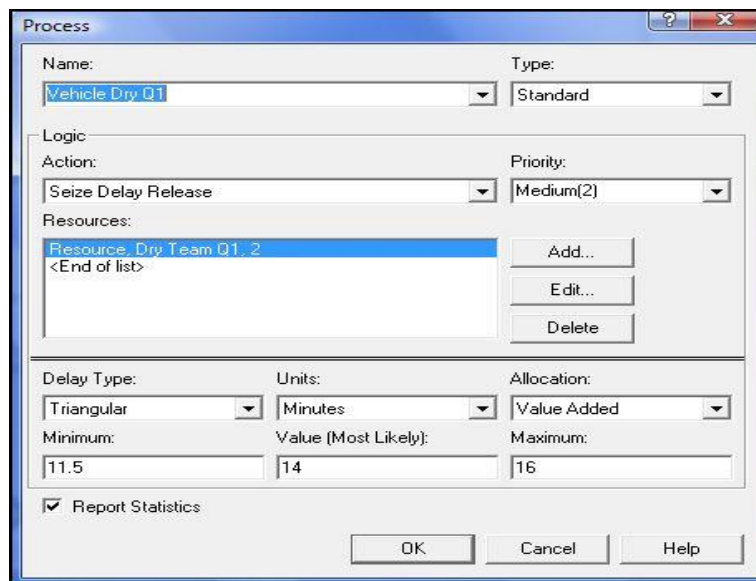 Process
Name: Type:
Vehicle Dry Q1 Standard
Logic
Action: Priority:
Seize Delay Release Medium(2)
Resources:
Resource, Dry Team Q1, 2
<End of list>
Add...
Edit...
Delete
Delay Type: Units: Allocation:
Triangular Minutes Value Added
Minimum: Value (Most Likely): Maximum:
11.5 14 16
Report Statistics
OK Cancel Help